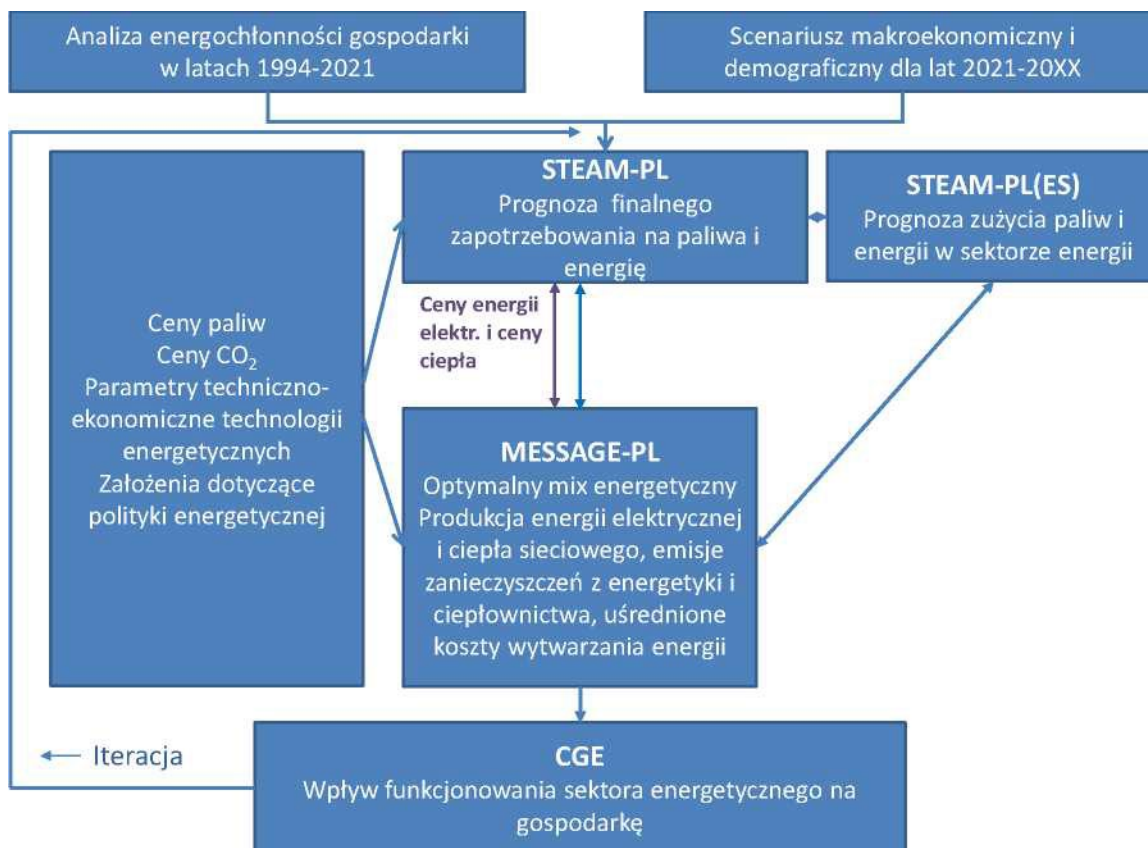 Analiza energochłonności gospodarki
w latach 1994-2021
Scenariusz makroekonomiczny i
demograficzny dla lat 2021-20XX
STEAM-PL
Prognoza finalnego
zapotrzebowania na paliwa i
energię
STEAM-PL(ES)
Prognoza zużycia paliw i
energii w sektorze energii
Ceny energii
elektr. i ceny
ciepła
Ceny paliw
Ceny CO₂
Parametry techniczno-
ekonomiczne technologii
energetycznych
Założenia dotyczące
polityki energetycznej
MESSAGE-PL
Optymalny mix energetyczny
Produkcja energii elektrycznej
i ciepła sieciowego, emisje
zanieczyszczeń z energetyki i
ciepłownictwa, uśrednione
koszty wytwarzania energii
Iteracja
CGE
Wpływ funkcjonowania sektora energetycznego na
gospodarkę